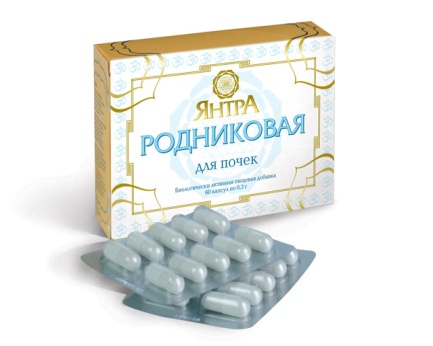 ЯНТРА
РОДНИКОВАЯ
для почек
Биологически активная пищевая добавка
60 капсул по 0,3 г